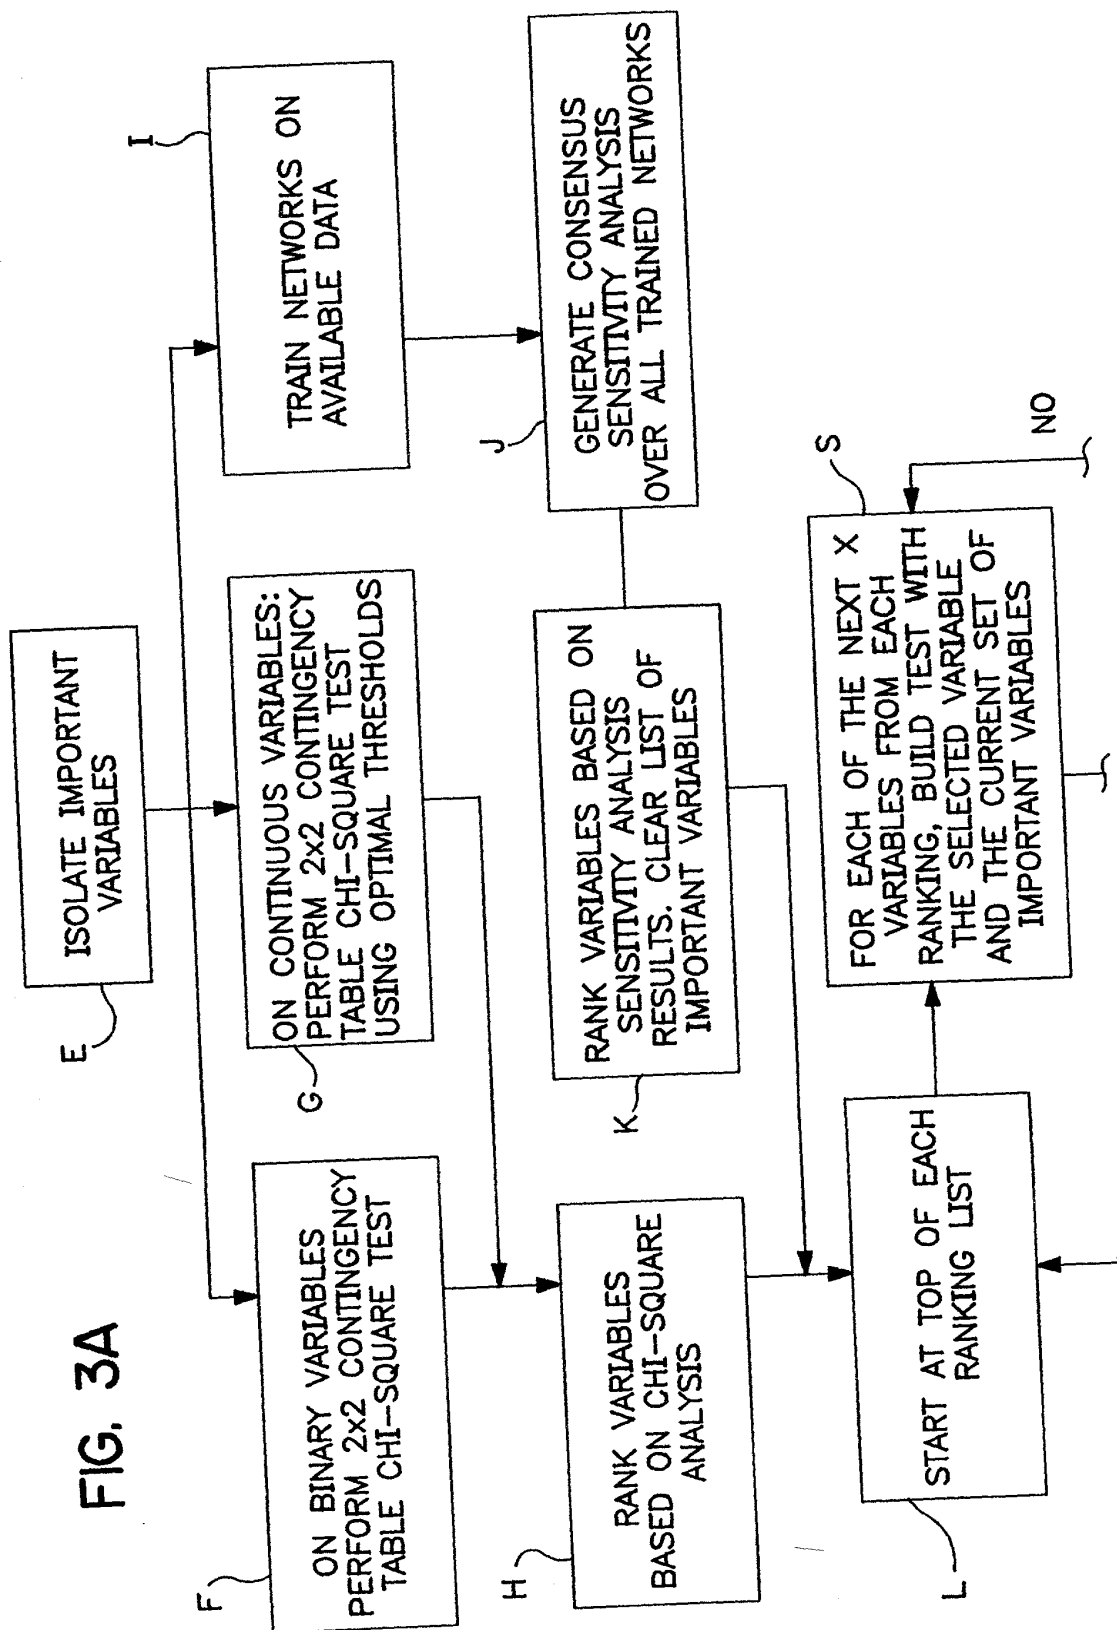 FIG. 3A
E
ISOLATE IMPORTANT
VARIABLES
F
ON BINARY VARIABLES
PERFORM 2x2 CONTINGENCY
TABLE CHI-SQUARE TEST
G
ON CONTINUOUS VARIABLES:
PERFORM 2x2 CONTINGENCY
TABLE CHI-SQUARE TEST
USING OPTIMAL THRESHOLDS
I
TRAIN NETWORKS ON
AVAILABLE DATA
H
RANK VARIABLES
BASED ON CHI-SQUARE
ANALYSIS
K
RANK VARIABLES BASED ON
SENSITIVITY ANALYSIS
RESULTS. CLEAR LIST OF
IMPORTANT VARIABLES
J
GENERATE CONSENSUS
SENSITIVITY ANALYSIS
OVER ALL TRAINED NETWORKS
L
START AT TOP OF EACH
RANKING LIST
S
FOR EACH OF THE NEXT X
VARIABLES FROM EACH
RANKING, BUILD TEST WITH
THE SELECTED VARIABLE
AND THE CURRENT SET OF
IMPORTANT VARIABLES
NO